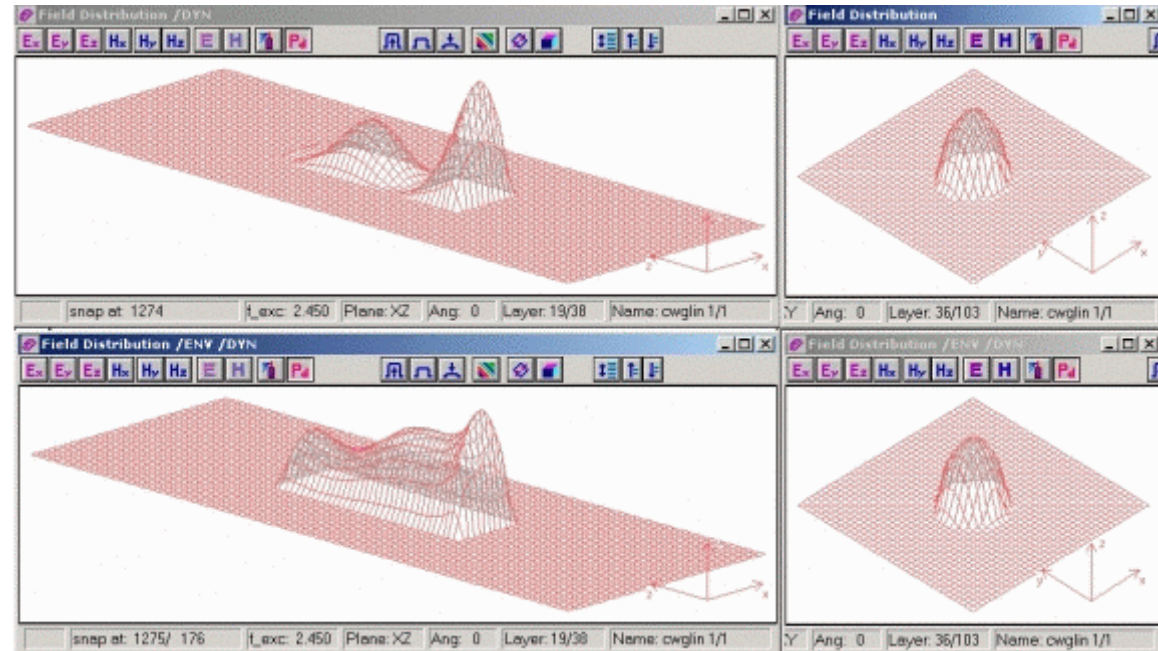 Field Distribution /DYN
Ex Ey Ez Hx Hy Hz E H Pd
z x
snap at: 1274 f_exc: 2.450 Plane: XZ Ang: 0 Layer: 19/38 Name: cwglin 1/1
Field Distribution
Ex Ey Ez Hx Hy Hz E H Pd
z y x
:Y Ang: 0 Layer: 36/103 Name: cwglin 1/1
Field Distribution /ENV /DYN
Ex Ey Ez Hx Hy Hz E H Pd
z x
snap at: 1275/ 176 f_exc: 2.450 Plane: XZ Ang: 0 Layer: 19/38 Name: cwglin 1/1
Field Distribution /ENV /DYN
Ex Ey Ez Hx Hy Hz E H Pd
z y x
:Y Ang: 0 Layer: 36/103 Name: cwglin 1/1